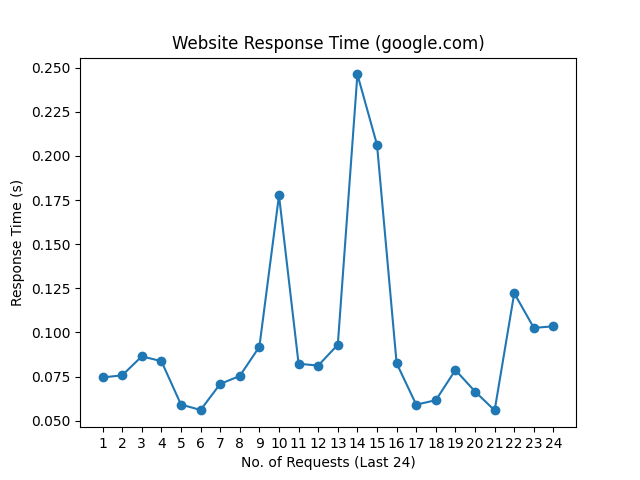 Website Response Time (google.com)
0.250
0.225
0.200
0.175
0.150
0.125
0.100
0.075
0.050
Response Time (s)
1 2 3 4 5 6 7 8 9 10 11 12 13 14 15 16 17 18 19 20 21 22 23 24
No. of Requests (Last 24)